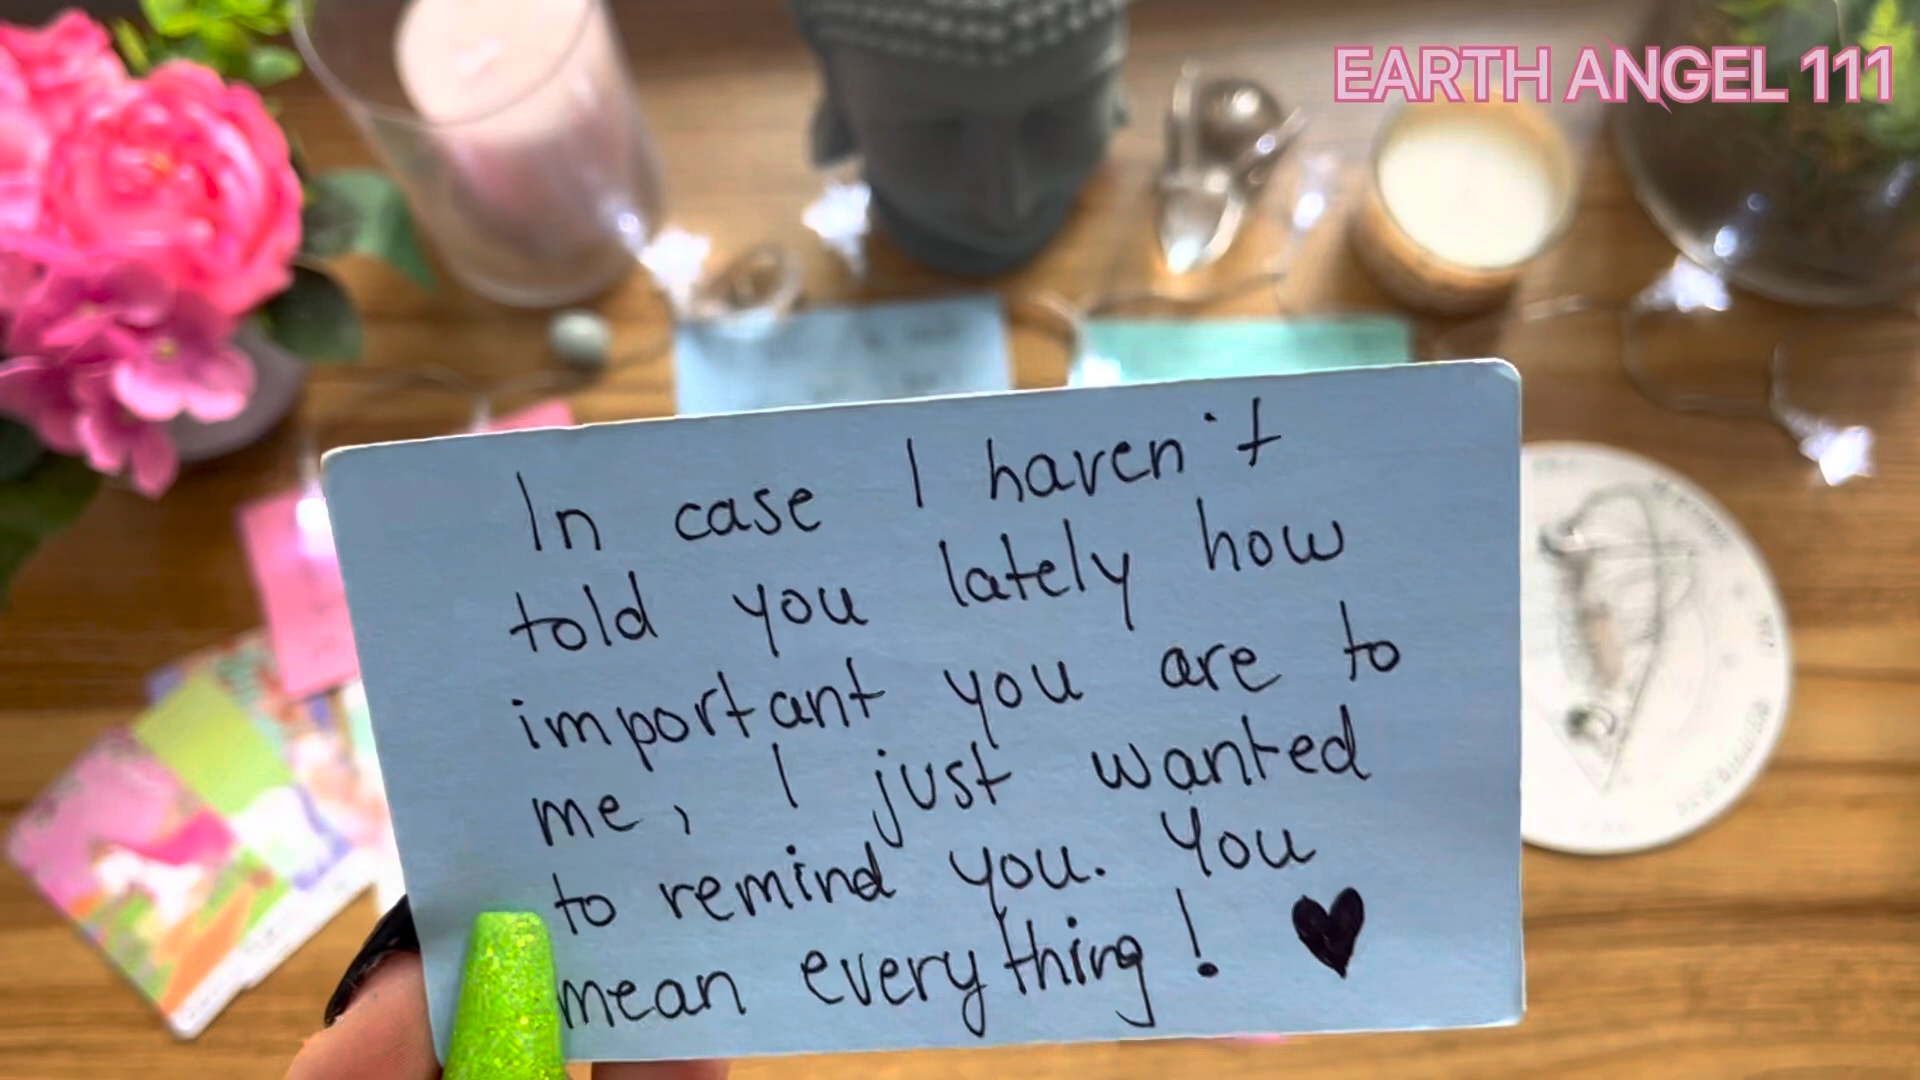 EARTH ANGEL 111
In case I haven't
told you lately how
important you are to
me, I just wanted
to remind you. You
mean everything! ♥